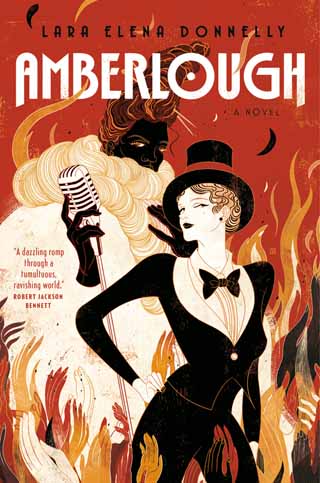 LARA ELENA DONNELLY
AMBERLOUGH
A NOVEL
"A dazzling romp
through a
tumultuous,
ravishing world."
ROBERT JACKSON
BENNETT